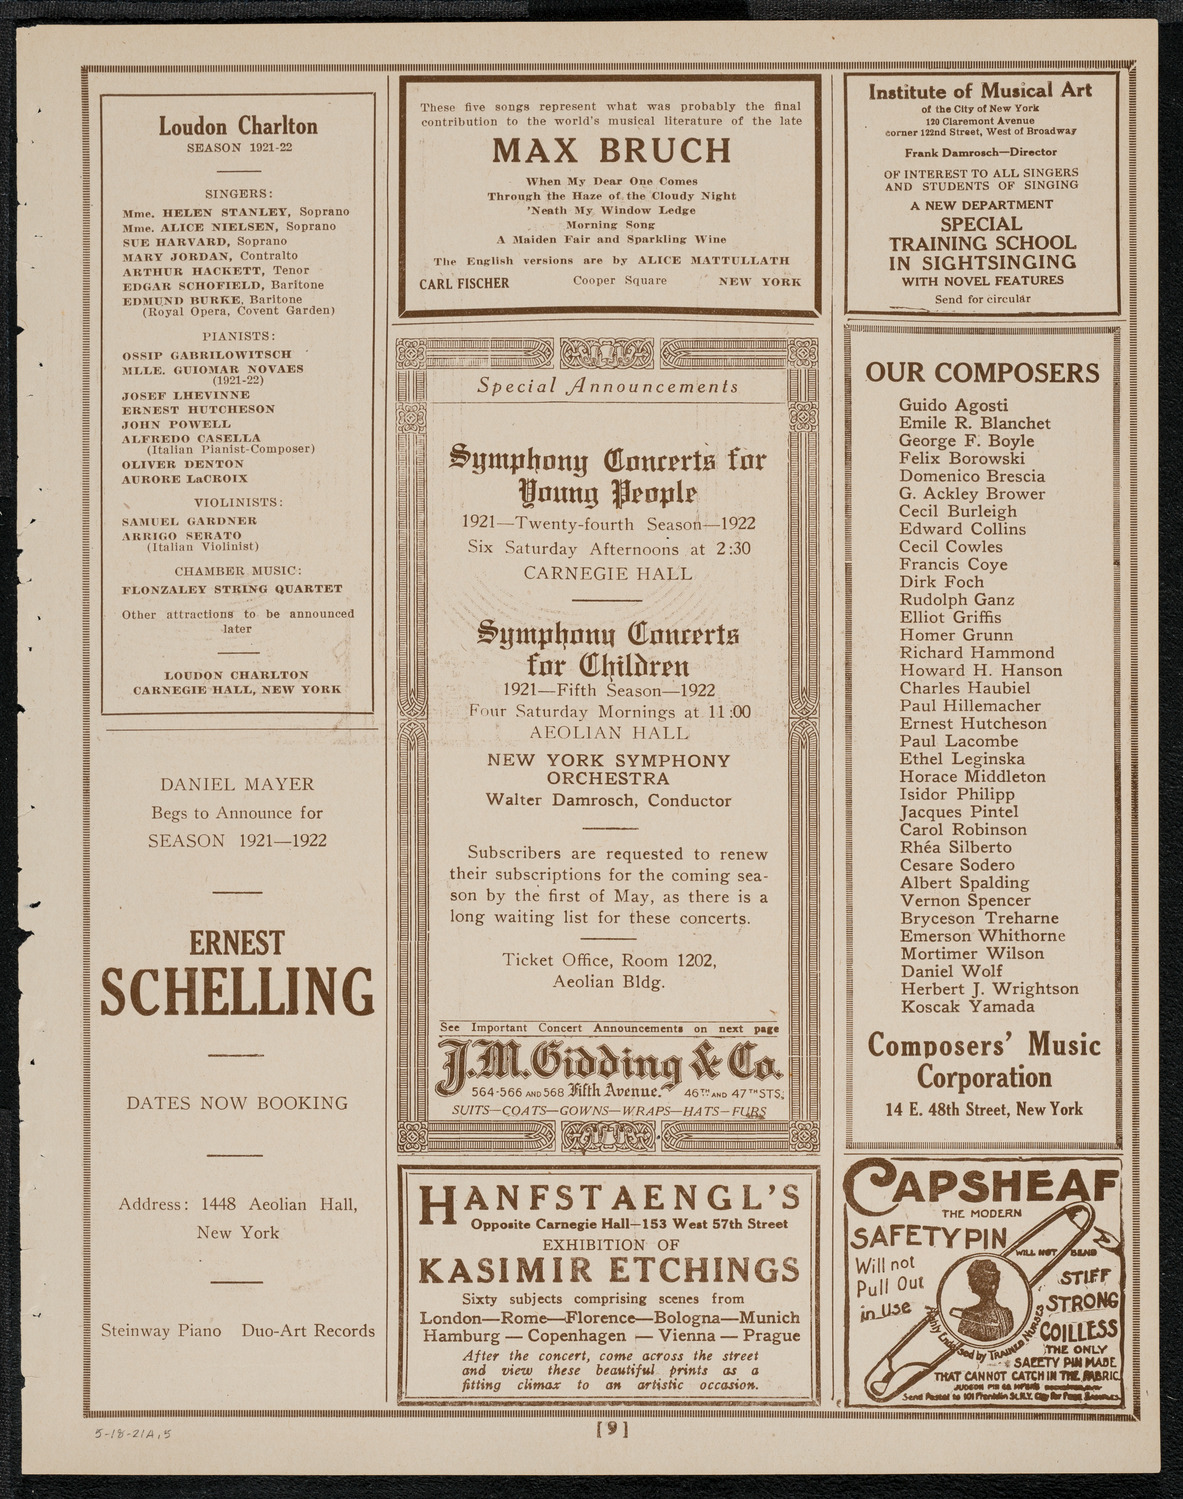 Loudon Charlton
SEASON 1921-22
SINGERS:
Mme. HELEN STANLEY, Soprano
Mme. ALICE NIELSEN, Soprano
SUE HARVARD, Soprano
MARY JORDAN, Contralto
ARTHUR HACKETT, Tenor
EDGAR SCHOFIELD, Baritone
EDMUND BURKE, Baritone
(Royal Opera, Covent Garden)
PIANISTS:
OSSIP GABRILOWITSCH
MLLE. GUIOMAR NOVAES
(1921-22)
JOSEF LHEVINNE
ERNEST HUTCHESON
JOHN POWELL
ALFREDO CASELLA
(Italian Pianist-Composer)
OLIVER DENTON
AURORE LaCROIX
VIOLINISTS:
SAMUEL GARDNER
ARRIGO SERATO
(Italian Violinist)
CHAMBER MUSIC:
FLONZALEY STRING QUARTET
Other attractions to be announced
later
LOUDON CHARLTON
CARNEGIE HALL, NEW YORK
DANIEL MAYER
Begs to Announce for
SEASON 1921—1922
ERNEST
SCHELLING
DATES NOW BOOKING
Address: 1448 Aeolian Hall,
New York
Steinway Piano Duo-Art Records
These five songs represent what was probably the final
contribution to the world's musical literature of the late
MAX BRUCH
When My Dear One Comes
Through the Haze of the Cloudy Night
'Neath My Window Ledge
Morning Song
A Maiden Fair and Sparkling Wine
The English versions are by ALICE MATTULLATH
CARL FISCHER Cooper Square NEW YORK
Special Announcements
Symphony Concerts for
Young People
1921—Twenty-fourth Season—1922
Six Saturday Afternoons at 2:30
CARNEGIE HALL
Symphony Concerts
for Children
1921—Fifth Season—1922
Four Saturday Mornings at 11:00
AEOLIAN HALL
NEW YORK SYMPHONY
ORCHESTRA
Walter Damrosch, Conductor
Subscribers are requested to renew
their subscriptions for the coming sea-
son by the first of May, as there is a
long waiting list for these concerts.
Ticket Office, Room 1202,
Aeolian Bldg.
See Important Concert Announcements on next page
J.M. Gidding & Co.
564-566 AND 568 Fifth Avenue. 46TH AND 47TH STS.
SUITS—COATS—GOWNS—WRAPS—HATS—FURS
HANFSTAENGL'S
Opposite Carnegie Hall—153 West 57th Street
EXHIBITION OF
KASIMIR ETCHINGS
Sixty subjects comprising scenes from
London—Rome—Florence—Bologna—Munich
Hamburg — Copenhagen — Vienna — Prague
After the concert, come across the street
and view these beautiful prints as a
fitting climax to an artistic occasion.
Institute of Musical Art
of the City of New York
120 Claremont Avenue
corner 122nd Street, West of Broadway
Frank Damrosch—Director
OF INTEREST TO ALL SINGERS
AND STUDENTS OF SINGING
A NEW DEPARTMENT
SPECIAL
TRAINING SCHOOL
IN SIGHTSINGING
WITH NOVEL FEATURES
Send for circular
OUR COMPOSERS
Guido Agosti
Emile R. Blanchet
George F. Boyle
Felix Borowski
Domenico Brescia
G. Ackley Brower
Cecil Burleigh
Edward Collins
Cecil Cowles
Francis Coye
Dirk Foch
Rudolph Ganz
Elliot Griffis
Homer Grunn
Richard Hammond
Howard H. Hanson
Charles Haubiel
Paul Hillemacher
Ernest Hutcheson
Paul Lacombe
Ethel Leginska
Horace Middleton
Isidor Philipp
Jacques Pintel
Carol Robinson
Rhéa Silberto
Cesare Sodero
Albert Spalding
Vernon Spencer
Bryceson Treharne
Emerson Whithorne
Mortimer Wilson
Daniel Wolf
Herbert J. Wrightson
Koscak Yamada
Composers' Music
Corporation
14 E. 48th Street, New York
CAPSHEAF
THE MODERN
SAFETY PIN
WILL NOT BEND
Will not
Pull Out
in Use
STIFF
STRONG
COILLESS
Highly Endorsed by TRAINED NURSES
THE ONLY
SAFETY PIN MADE
THAT CANNOT CATCH IN THE FABRIC
JUDSON PIN CO. MFGRS
Send Postal to 101 Franklin St. N.Y. City for Free Samples
[9]
5-18-21A,5